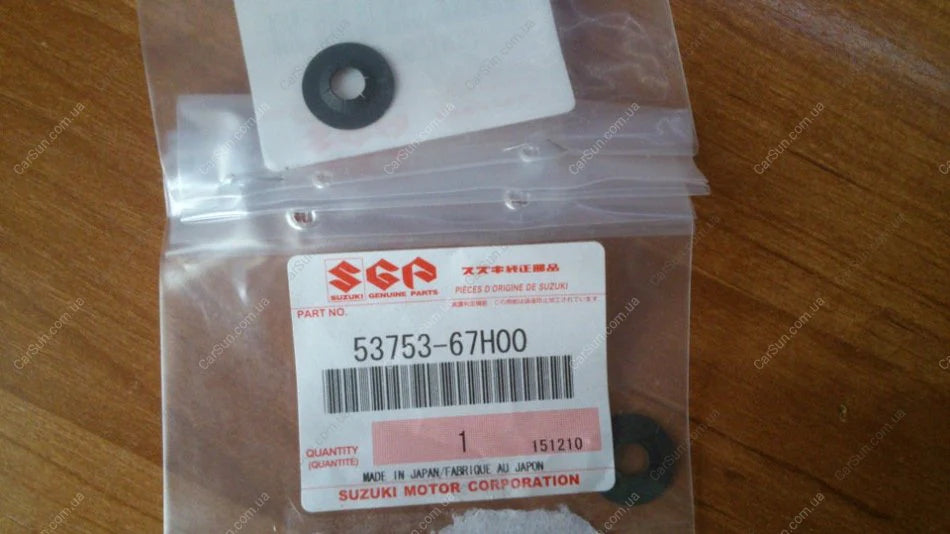 SGP
SUZUKI GENUINE PARTS
スズキ純正部品
PIÈCES D'ORIGINE DE SUZUKI
PART NO.
53753-67H00
QUANTITY
(QUANTITÉ)
1
151210
MADE IN JAPAN/FABRIQUE AU JAPON
SUZUKI MOTOR CORPORATION
CarSun.com.ua